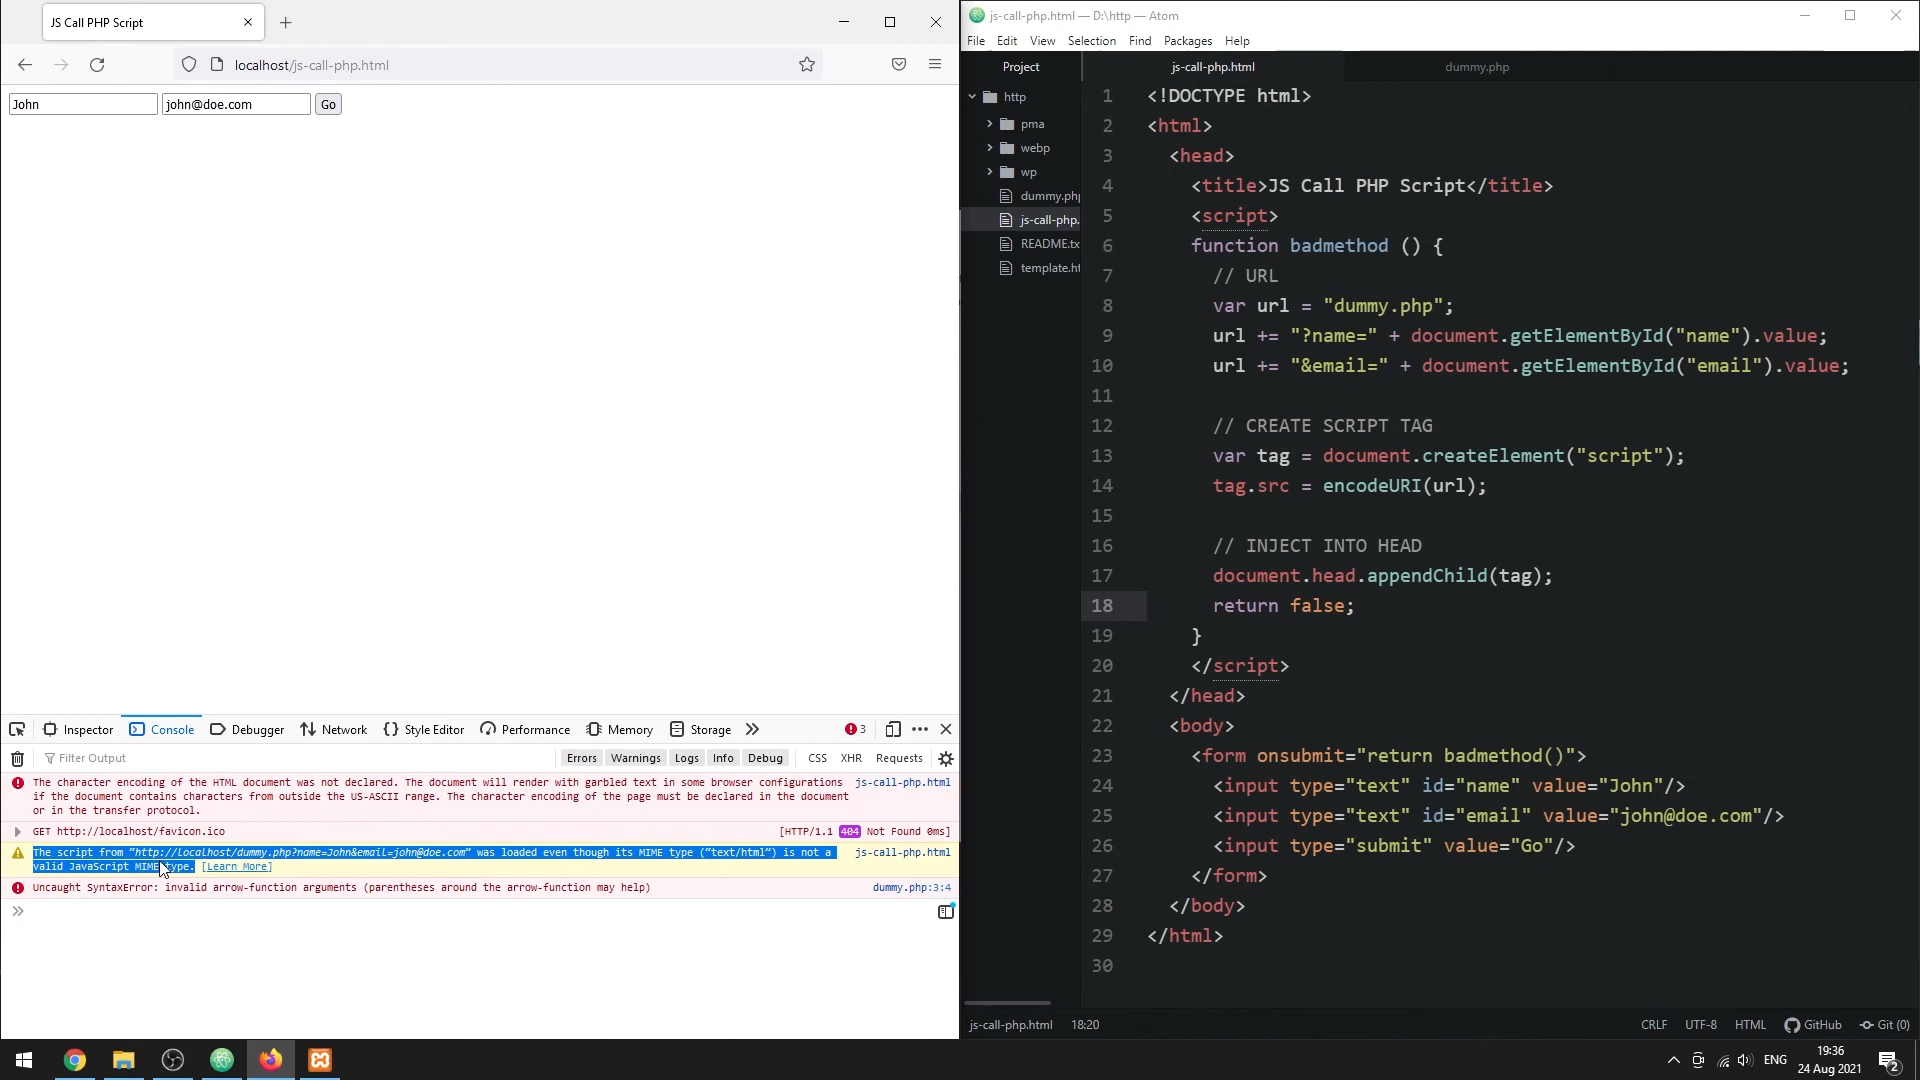 JS Call PHP Script
localhost/js-call-php.html
John
john@doe.com
Go
Inspector
Console
Debugger
Network
Style Editor
Performance
Memory
Storage
3
Filter Output
Errors
Warnings
Logs
Info
Debug
CSS
XHR
Requests
The character encoding of the HTML document was not declared. The document will render with garbled text in some browser configurations js-call-php.html
if the document contains characters from outside the US-ASCII range. The character encoding of the page must be declared in the document
or in the transfer protocol.
GET http://localhost/favicon.ico [HTTP/1.1 404 Not Found 0ms]
The script from “http://localhost/dummy.php?name=John&email=john@doe.com” was loaded even though its MIME type (“text/html”) is not a js-call-php.html
valid JavaScript MIME type. [Learn More]
Uncaught SyntaxError: invalid arrow-function arguments (parentheses around the arrow-function may help) dummy.php:3:4
js-call-php.html — D:\http — Atom
File Edit View Selection Find Packages Help
Project
http
pma
webp
wp
dummy.php
js-call-php.
README.tx
template.ht
js-call-php.html
dummy.php
1 <!DOCTYPE html>
2 <html>
3 <head>
4 <title>JS Call PHP Script</title>
5 <script>
6 function badmethod () {
7 // URL
8 var url = "dummy.php";
9 url += "?name=" + document.getElementById("name").value;
10 url += "&email=" + document.getElementById("email").value;
11
12 // CREATE SCRIPT TAG
13 var tag = document.createElement("script");
14 tag.src = encodeURI(url);
15
16 // INJECT INTO HEAD
17 document.head.appendChild(tag);
18 return false;
19 }
20 </script>
21 </head>
22 <body>
23 <form onsubmit="return badmethod()">
24 <input type="text" id="name" value="John"/>
25 <input type="text" id="email" value="john@doe.com"/>
26 <input type="submit" value="Go"/>
27 </form>
28 </body>
29 </html>
30
js-call-php.html 18:20
CRLF UTF-8 HTML GitHub Git (0)
ENG
19:36
24 Aug 2021
2